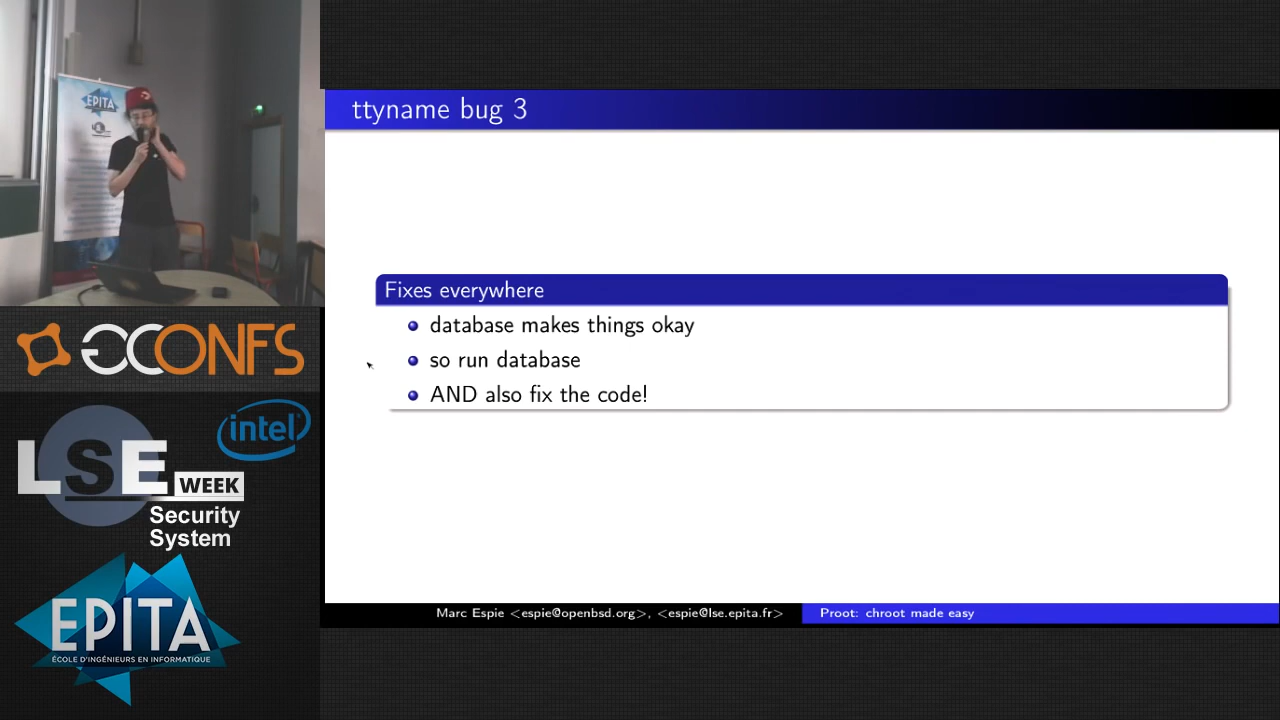 EPITA
ttyname bug 3
Fixes everywhere
database makes things okay
so run database
AND also fix the code!
GCONFS
intel
LSE
WEEK
Security
System
EPITA
ÉCOLE D'INGÉNIEURS EN INFORMATIQUE
Marc Espie <espie@openbsd.org>, <espie@lse.epita.fr>
Proot: chroot made easy